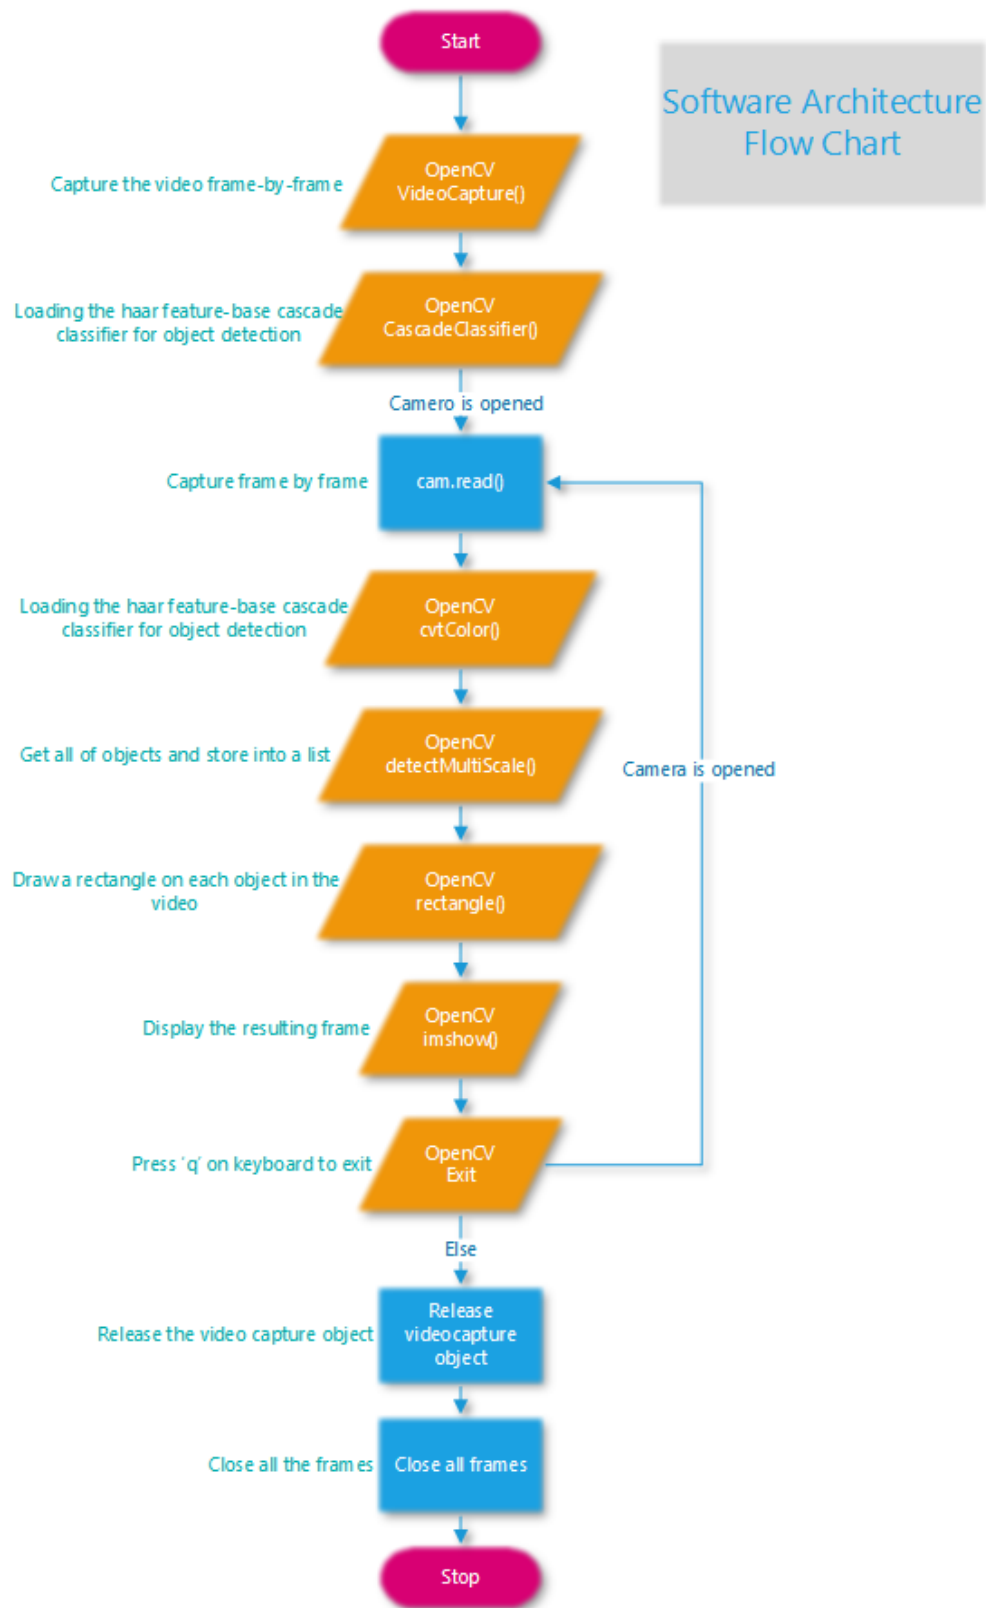 Start
Software Architecture
Flow Chart
Capture the video frame-by-frame
OpenCV
VideoCapture()
Loading the haar feature-base cascade
classifier for object detection
OpenCV
CascadeClassifier()
Camero is opened
Capture frame by frame
cam.read()
Loading the haar feature-base cascade
classifier for object detection
OpenCV
cvtColor()
Get all of objects and store into a list
OpenCV
detectMultiScale()
Camera is opened
Draw a rectangle on each object in the
video
OpenCV
rectangle()
Display the resulting frame
OpenCV
imshow()
Press 'q' on keyboard to exit
OpenCV
Exit
Else
Release the video capture object
Release
videocapture
object
Close all the frames
Close all frames
Stop